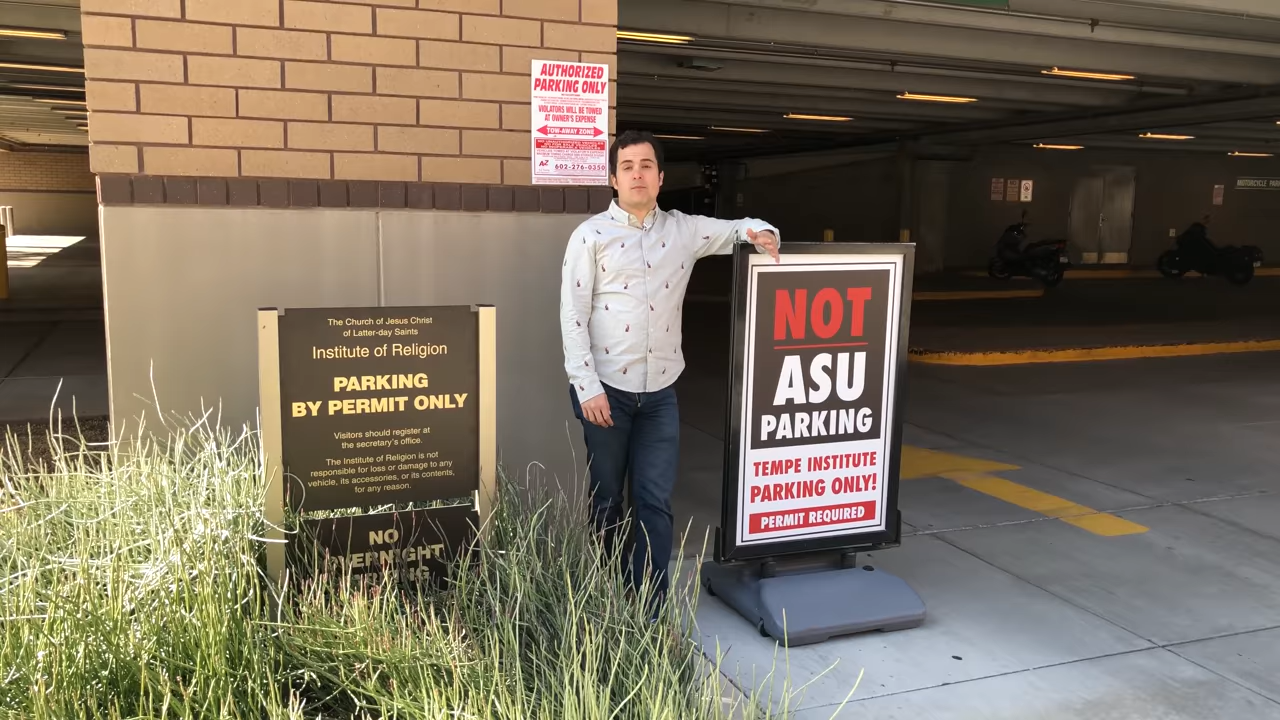 AUTHORIZED
PARKING ONLY
VIOLATORS WILL BE TOWED
AT OWNER'S EXPENSE
TOW-AWAY ZONE
602-276-0350
The Church of Jesus Christ
of Latter-day Saints
Institute of Religion
PARKING
BY PERMIT ONLY
Visitors should register at
the secretary's office.
The Institute of Religion is not
responsible for loss or damage to any
vehicle, its accessories, or its contents,
for any reason.
NO
OVERNIGHT
PARKING
NOT
ASU
PARKING
TEMPE INSTITUTE
PARKING ONLY!
PERMIT REQUIRED
MOTORCYCLE